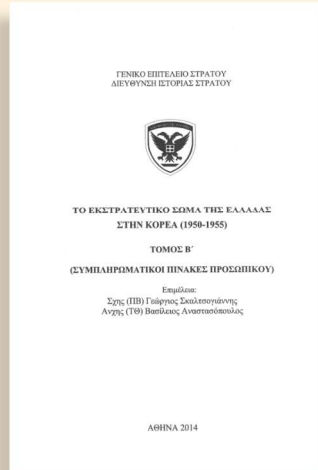 ΓΕΝΙΚΟ ΕΠΙΤΕΛΕΙΟ ΣΤΡΑΤΟΥ
ΔΙΕΥΘΥΝΣΗ ΙΣΤΟΡΙΑΣ ΣΤΡΑΤΟΥ
ΤΟ ΕΚΣΤΡΑΤΕΥΤΙΚΟ ΣΩΜΑ ΤΗΣ ΕΛΛΑΔΑΣ
ΣΤΗΝ ΚΟΡΕΑ (1950-1955)
ΤΟΜΟΣ Β΄
(ΣΥΜΠΛΗΡΩΜΑΤΙΚΟΙ ΠΙΝΑΚΕΣ ΠΡΟΣΩΠΙΚΟΥ)
Επιμέλεια:
Σχης (ΠΒ) Γεώργιος Σκαλτσογιάννης
Ανχης (ΤΘ) Βασίλειος Αναστασόπουλος
ΑΘΗΝΑ 2014